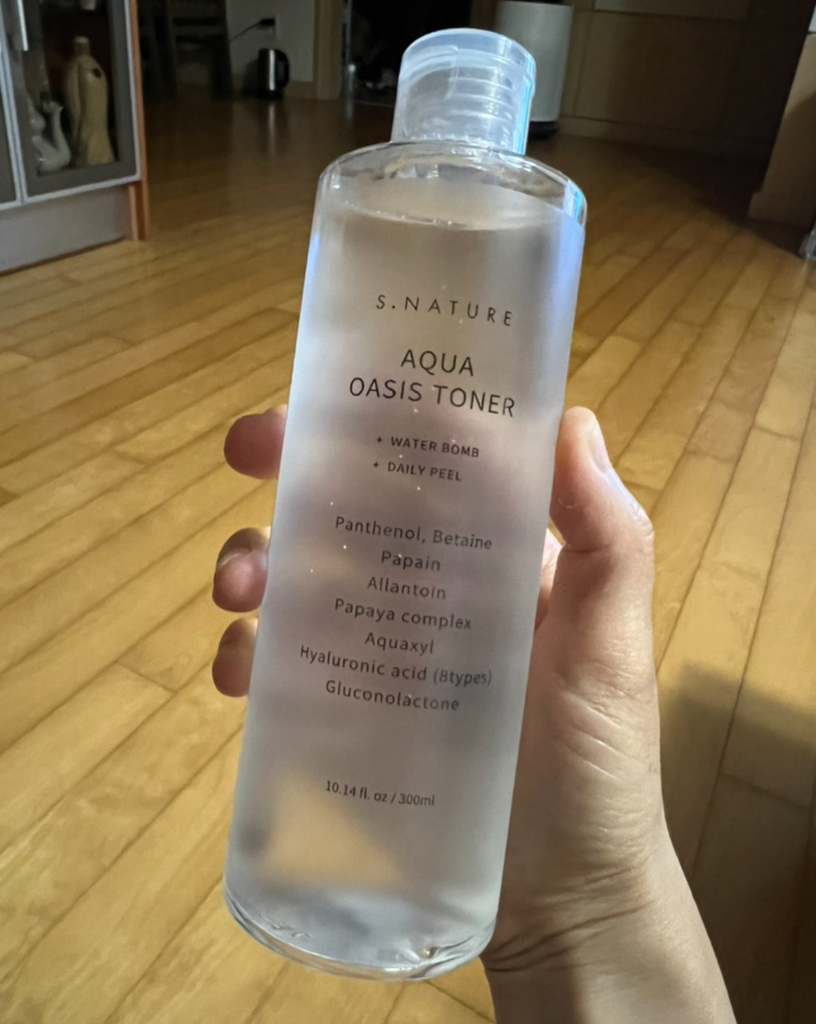 S.NATURE
AQUA
OASIS TONER
+ WATER BOMB
+ DAILY PEEL
Panthenol, Betaine
Papain
Allantoin
Papaya complex
Aquaxyl
Hyaluronic acid (8types)
Gluconolactone
10.14 fl. oz / 300ml